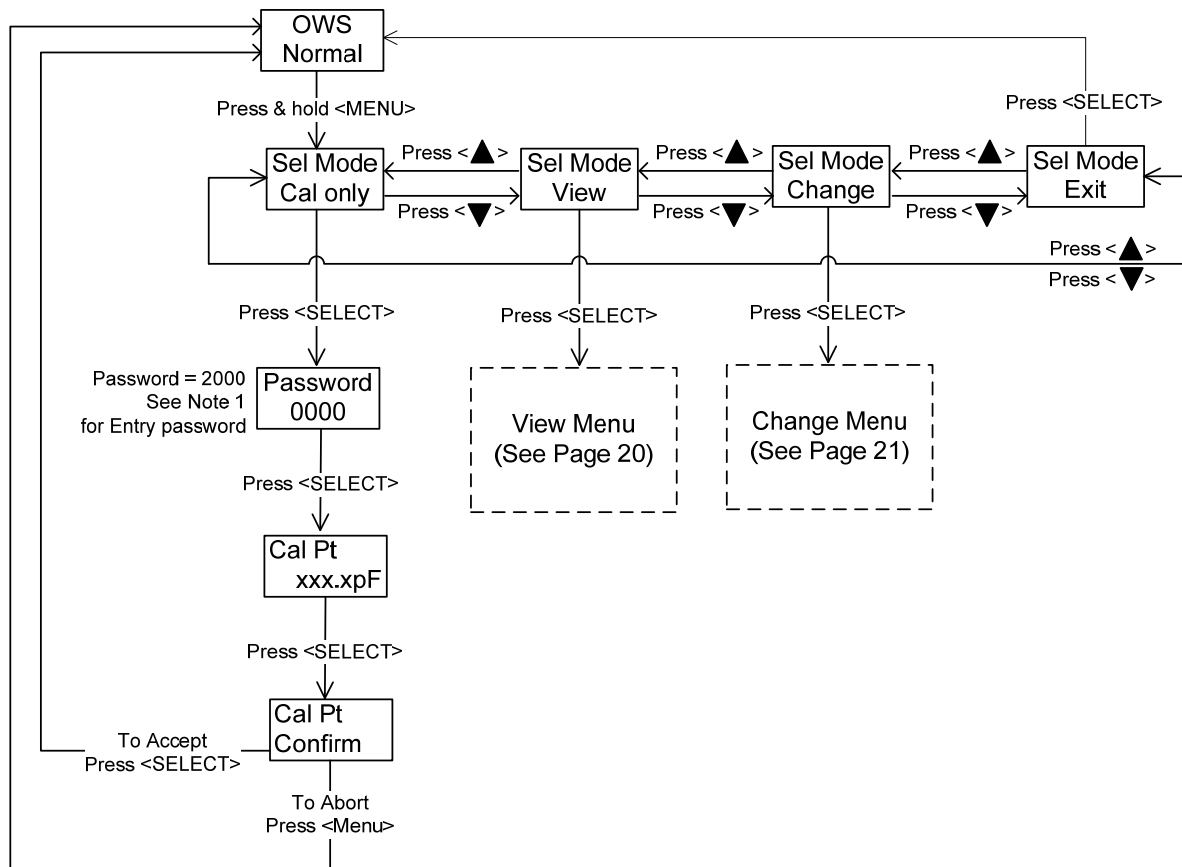 OWS
Normal
Press & hold <MENU>
Press <SELECT>
Sel Mode
Cal only
Press <▲>
Press <▼>
Sel Mode
View
Press <▲>
Press <▼>
Sel Mode
Change
Press <▲>
Press <▼>
Sel Mode
Exit
Press <▲>
Press <▼>
Press <SELECT>
Press <SELECT>
Press <SELECT>
Password = 2000
See Note 1
for Entry password
Password
0000
View Menu
(See Page 20)
Change Menu
(See Page 21)
Press <SELECT>
Cal Pt
xxx.xpF
Press <SELECT>
Cal Pt
Confirm
To Accept
Press <SELECT>
To Abort
Press <Menu>